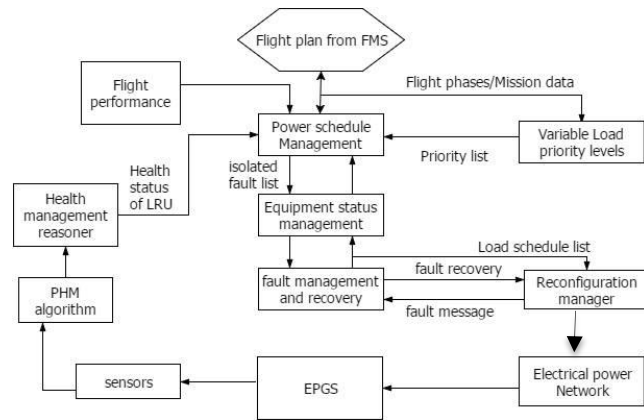 Flight plan from FMS
Flight
performance
Flight phases/Mission data
Power schedule
Management
Variable Load
priority levels
Priority list
isolated
fault list
Health
status
of LRU
Health
management
reasoner
Equipment status
management
Load schedule list
fault management
and recovery
fault recovery
Reconfiguration
manager
fault message
PHM
algorithm
sensors
EPGS
Electrical power
Network